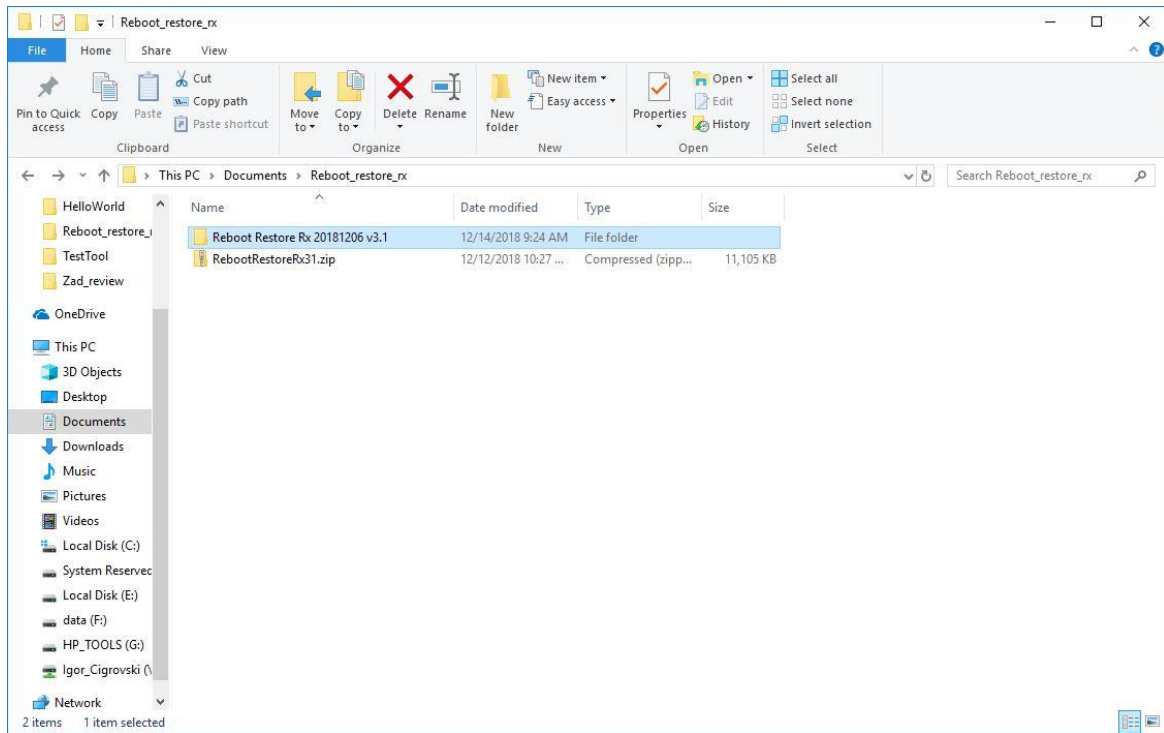 Reboot_restore_rx
File Home Share View
Pin to Quick access
Copy
Paste
Cut
Copy path
Paste shortcut
Clipboard
Move to
Copy to
Delete
Rename
Organize
New folder
New item
Easy access
New
Properties
Open
Edit
History
Open
Select all
Select none
Invert selection
Select
This PC > Documents > Reboot_restore_rx
Search Reboot_restore_rx
HelloWorld
Reboot_restore_r
TestTool
Zad_review
OneDrive
This PC
3D Objects
Desktop
Documents
Downloads
Music
Pictures
Videos
Local Disk (C:)
System Reservec
Local Disk (E:)
data (F:)
HP_TOOLS (G:)
Igor_Cigrovski (\
Network
Name Date modified Type Size
Reboot Restore Rx 20181206 v3.1 12/14/2018 9:24 AM File folder
RebootRestoreRx31.zip 12/12/2018 10:27 ... Compressed (zipp... 11,105 KB
2 items 1 item selected